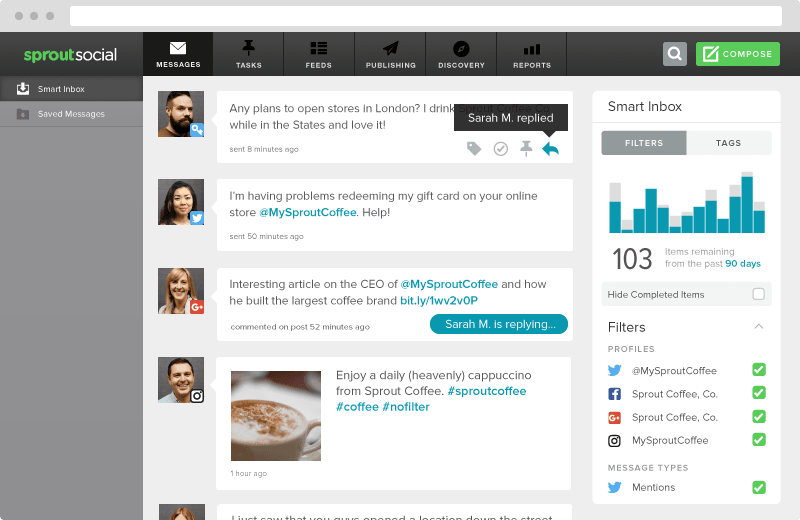 sproutsocial
MESSAGES
TASKS
FEEDS
PUBLISHING
DISCOVERY
REPORTS
COMPOSE
Smart Inbox
Saved Messages
Any plans to open stores in London? I drink Sprout Coffee Co.
while in the States and love it!
Sarah M. replied
sent 8 minutes ago
I'm having problems redeeming my gift card on your online
store @MySproutCoffee. Help!
sent 50 minutes ago
Interesting article on the CEO of @MySproutCoffee and how
he built the largest coffee brand bit.ly/1wv2v0P
commented on post 52 minutes ago
Sarah M. is replying...
Enjoy a daily (heavenly) cappuccino
from Sprout Coffee. #sproutcoffee
#coffee #nofilter
1 hour ago
I just saw that you guys opened a location down the street
Smart Inbox
FILTERS
TAGS
103
Items remaining
from the past 90 days
Hide Completed Items
Filters
PROFILES
@MySproutCoffee
Sprout Coffee, Co.
Sprout Coffee, Co.
MySproutCoffee
MESSAGE TYPES
Mentions